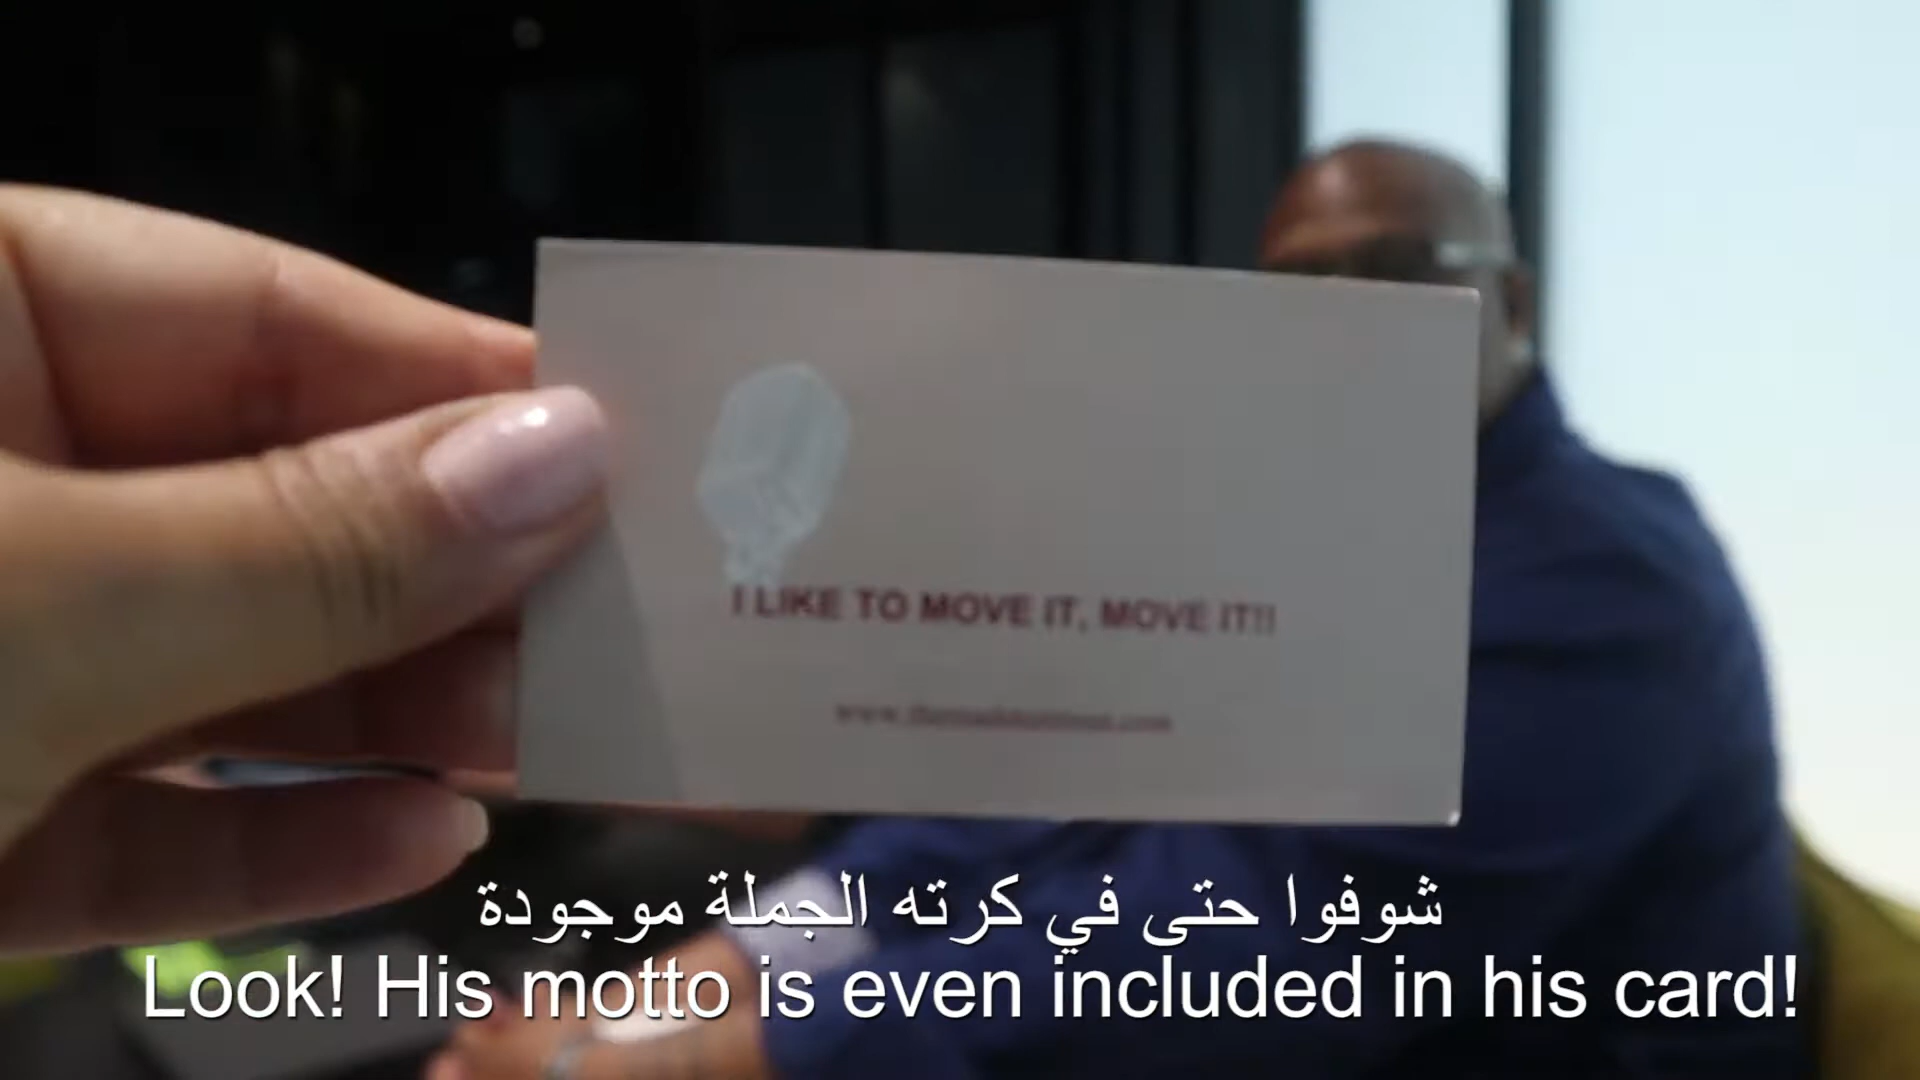 I LIKE TO MOVE IT, MOVE IT!!
شوفوا حتى في كرته الجملة موجودة
Look! His motto is even included in his card!